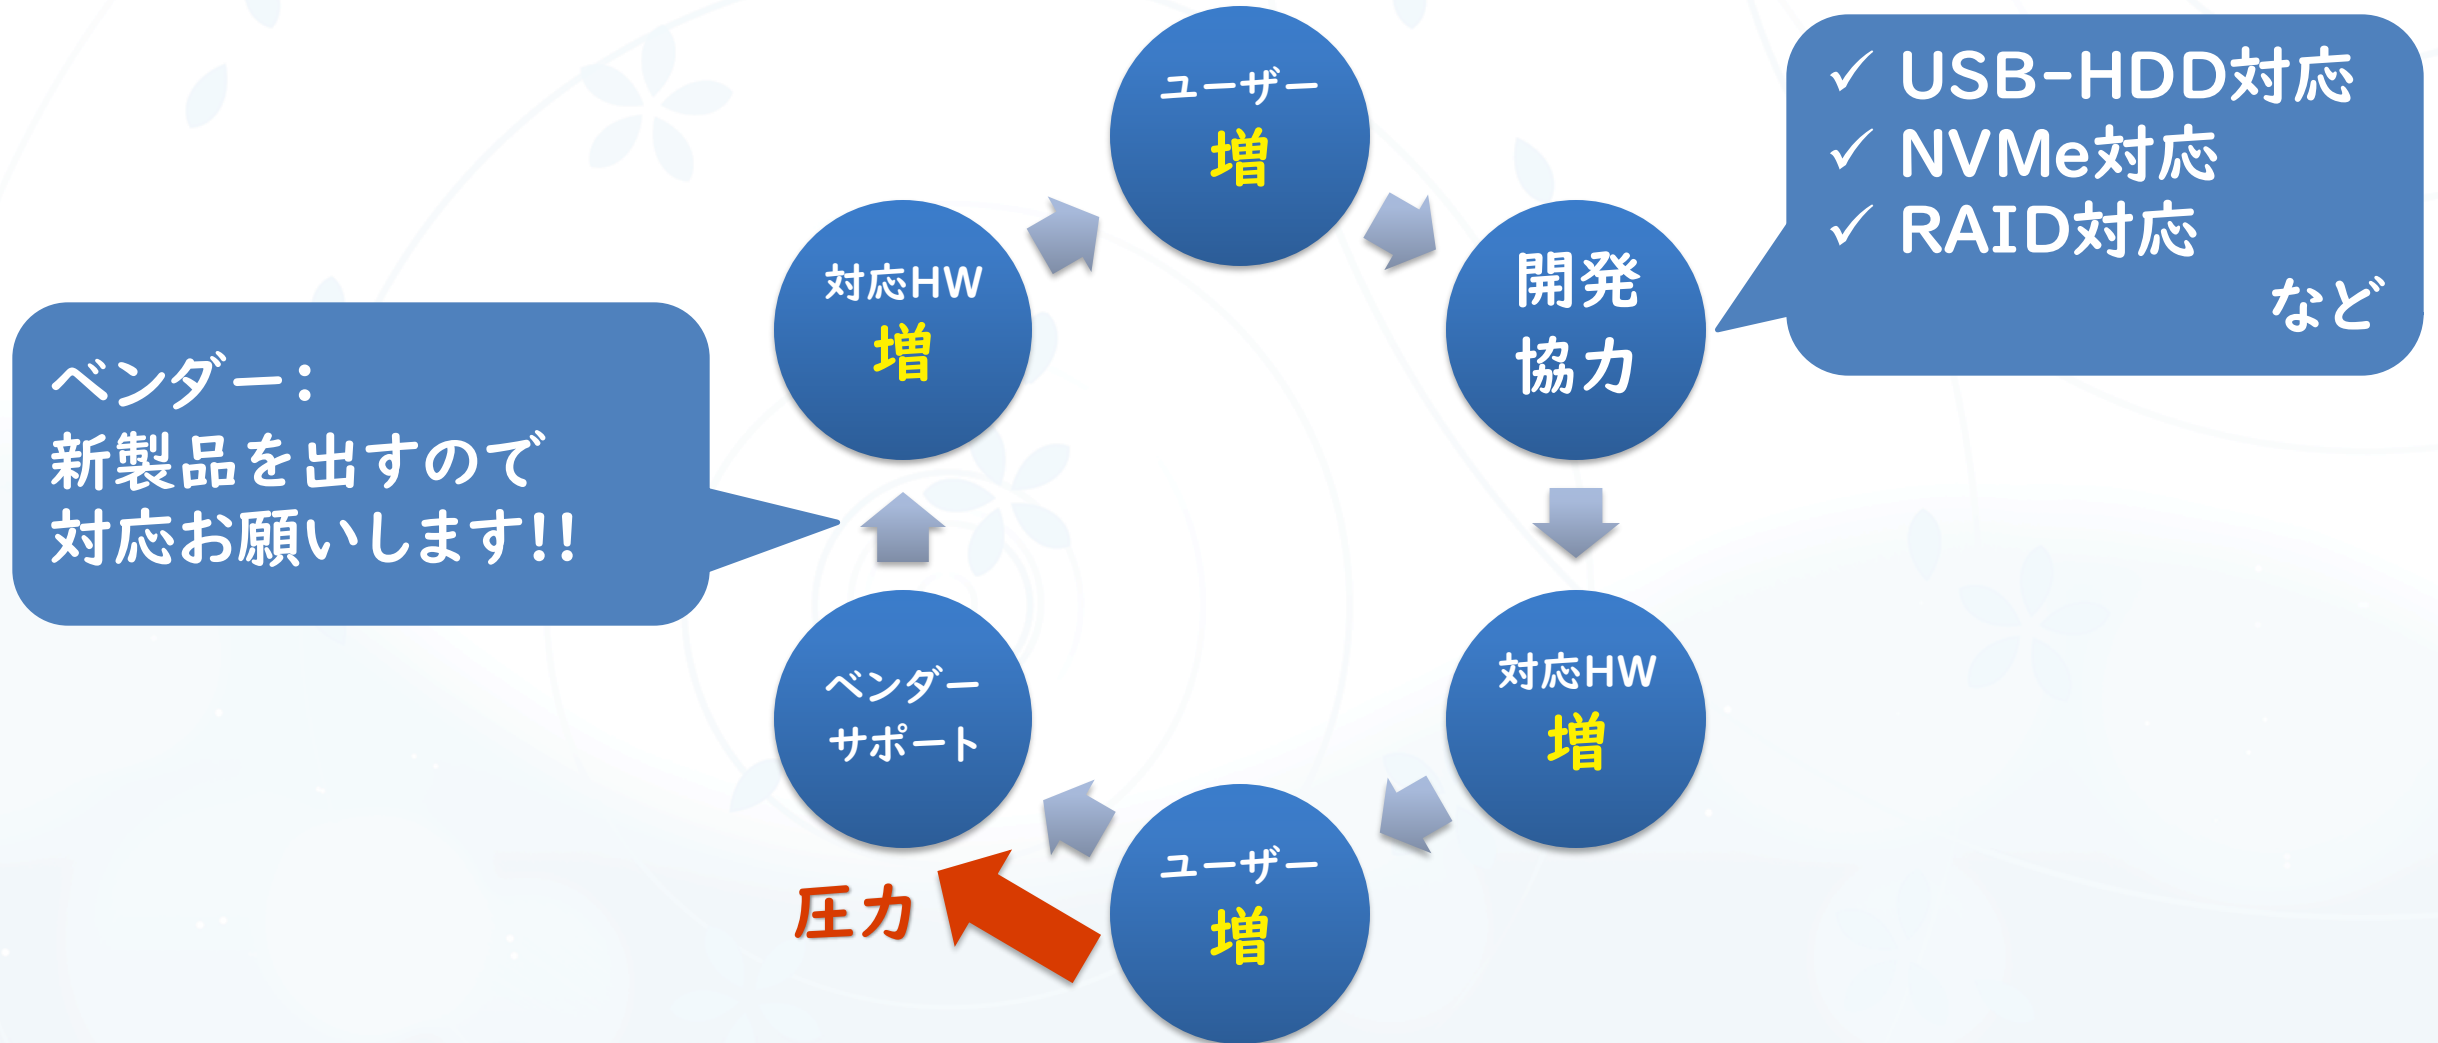 ユーザー
増
開発
協力
✓ USB-HDD対応
✓ NVMe対応
✓ RAID対応
など
対応HW
増
ユーザー
増
圧力
ベンダー
サポート
ベンダー：
新製品を出すので
対応お願いします!!
対応HW
増